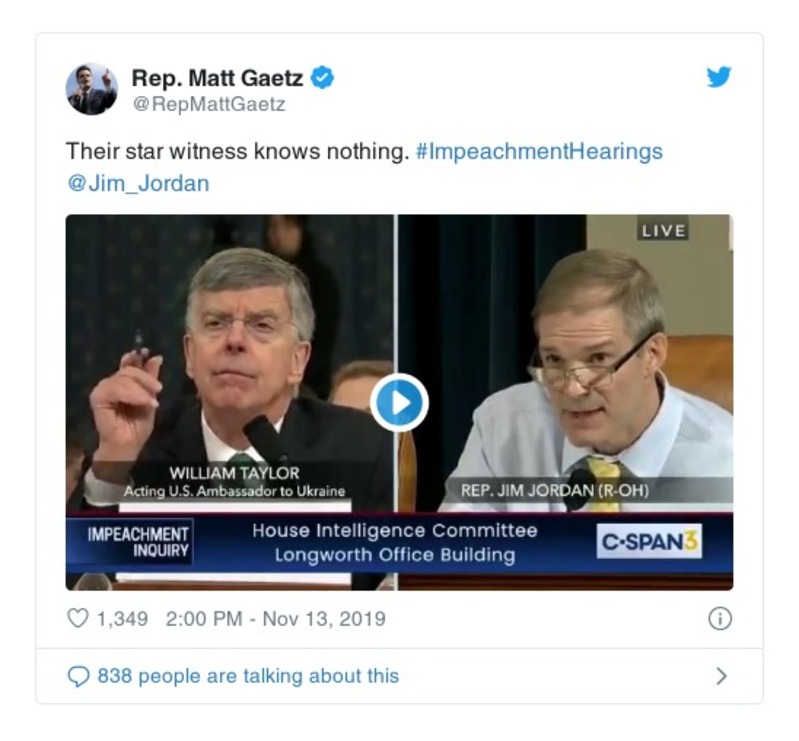 Rep. Matt Gaetz
@RepMattGaetz
Their star witness knows nothing. #ImpeachmentHearings
@Jim_Jordan
LIVE
WILLIAM TAYLOR
Acting U.S. Ambassador to Ukraine
REP. JIM JORDAN (R-OH)
IMPEACHMENT
INQUIRY
House Intelligence Committee
Longworth Office Building
C-SPAN3
1,349 2:00 PM - Nov 13, 2019
838 people are talking about this